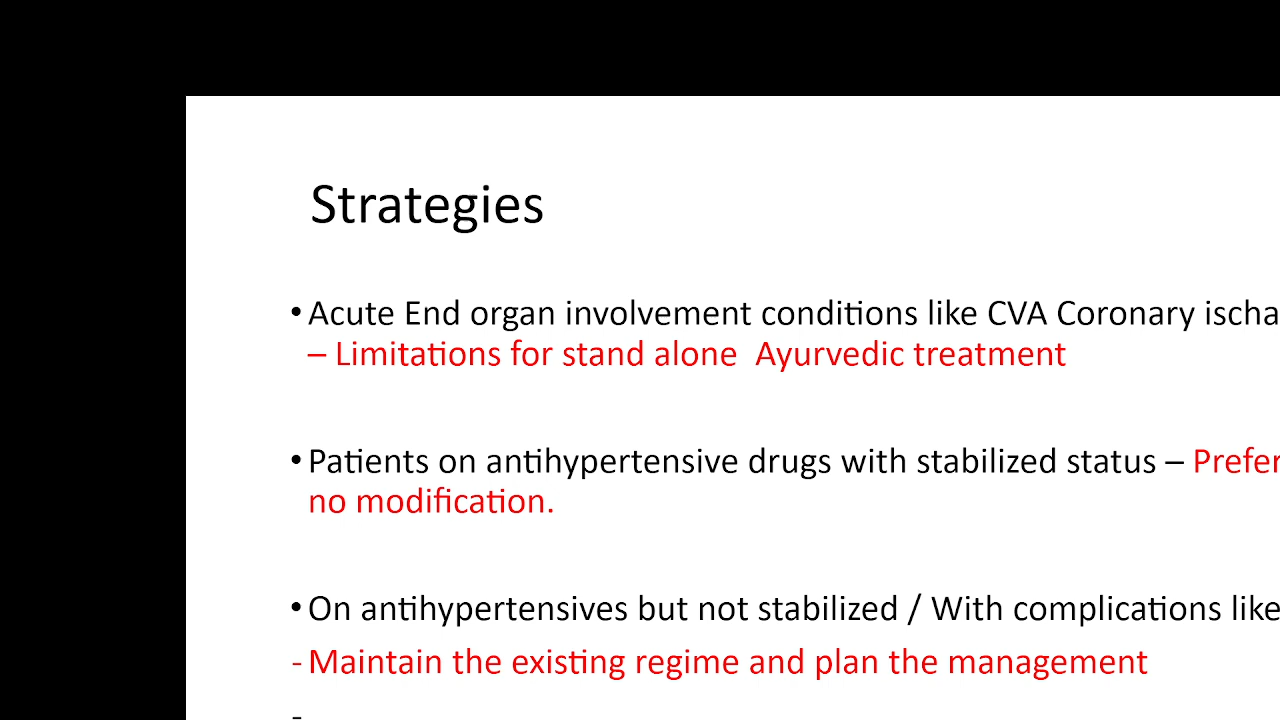 Strategies
• Acute End organ involvement conditions like CVA Coronary
– Limitations for stand alone Ayurvedic treatment
• Patients on antihypertensive drugs with stabilized status –
no modification.
• On antihypertensives but not stabilized / With complications like
- Maintain the existing regime and plan the management
-